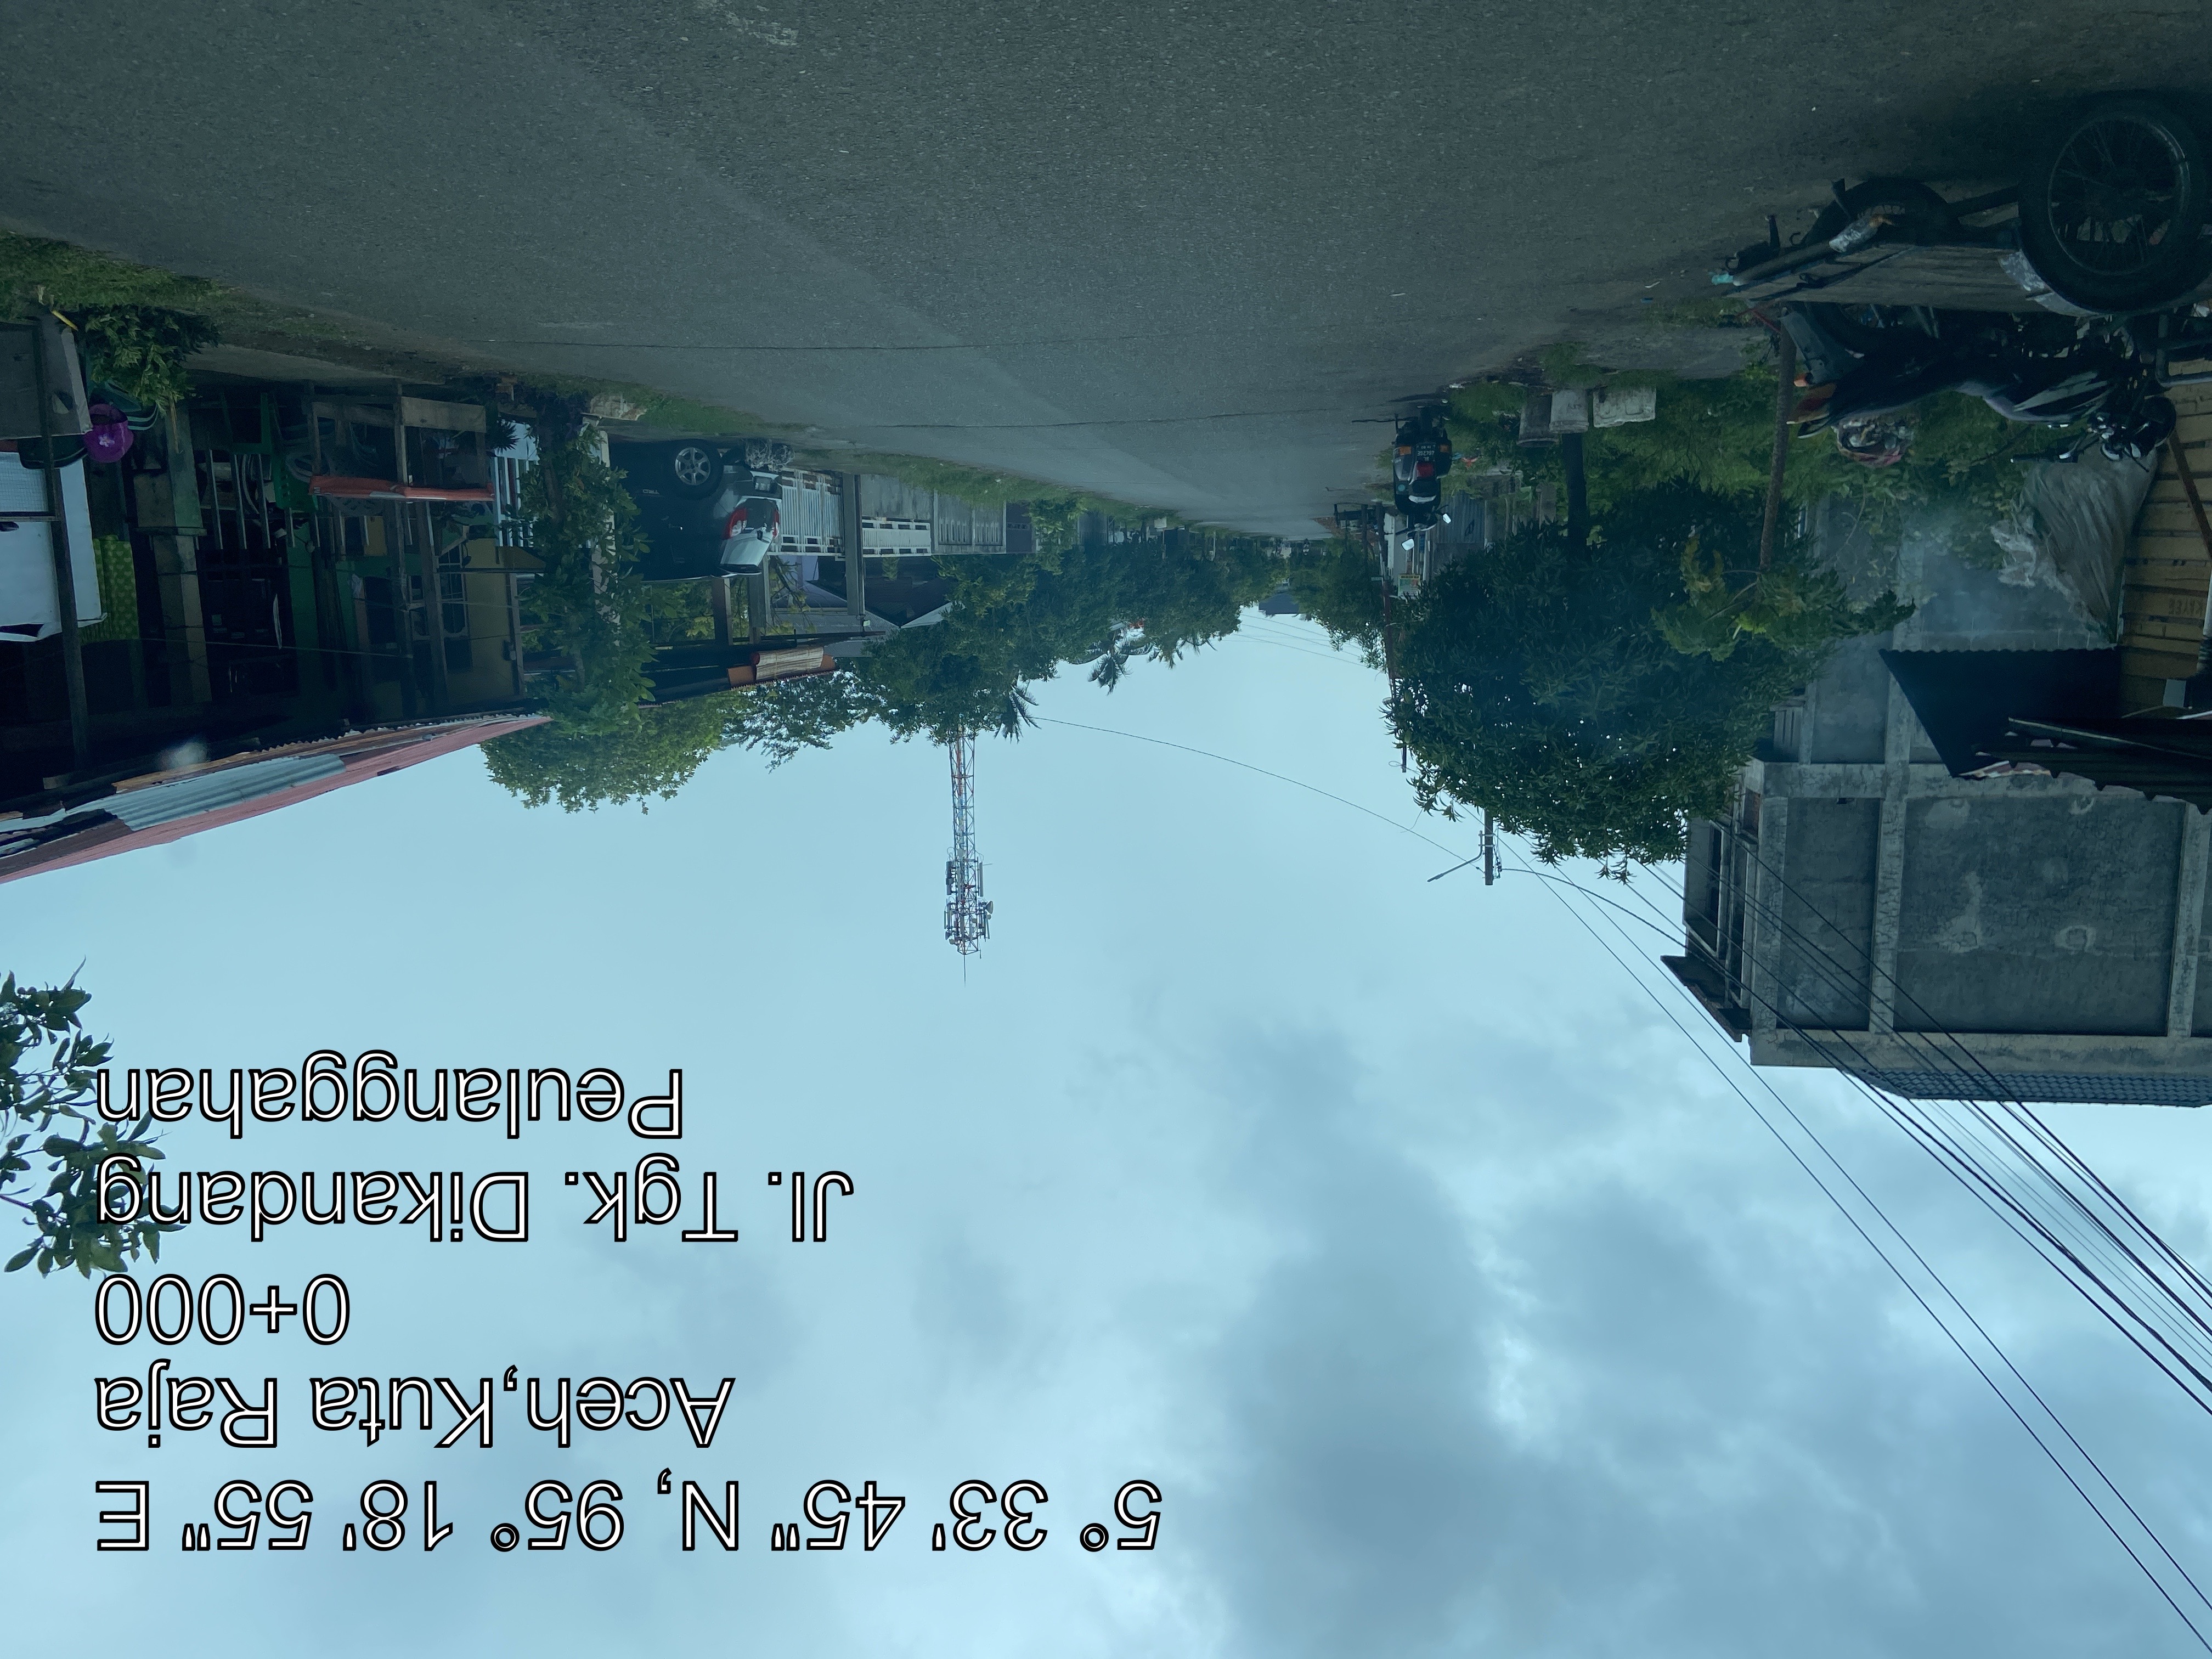 5° 33' 45" N, 95° 18' 55" E
Aceh,Kuta Raja
0+000
Jl. Tgk. Dikandang
Peulanggahan